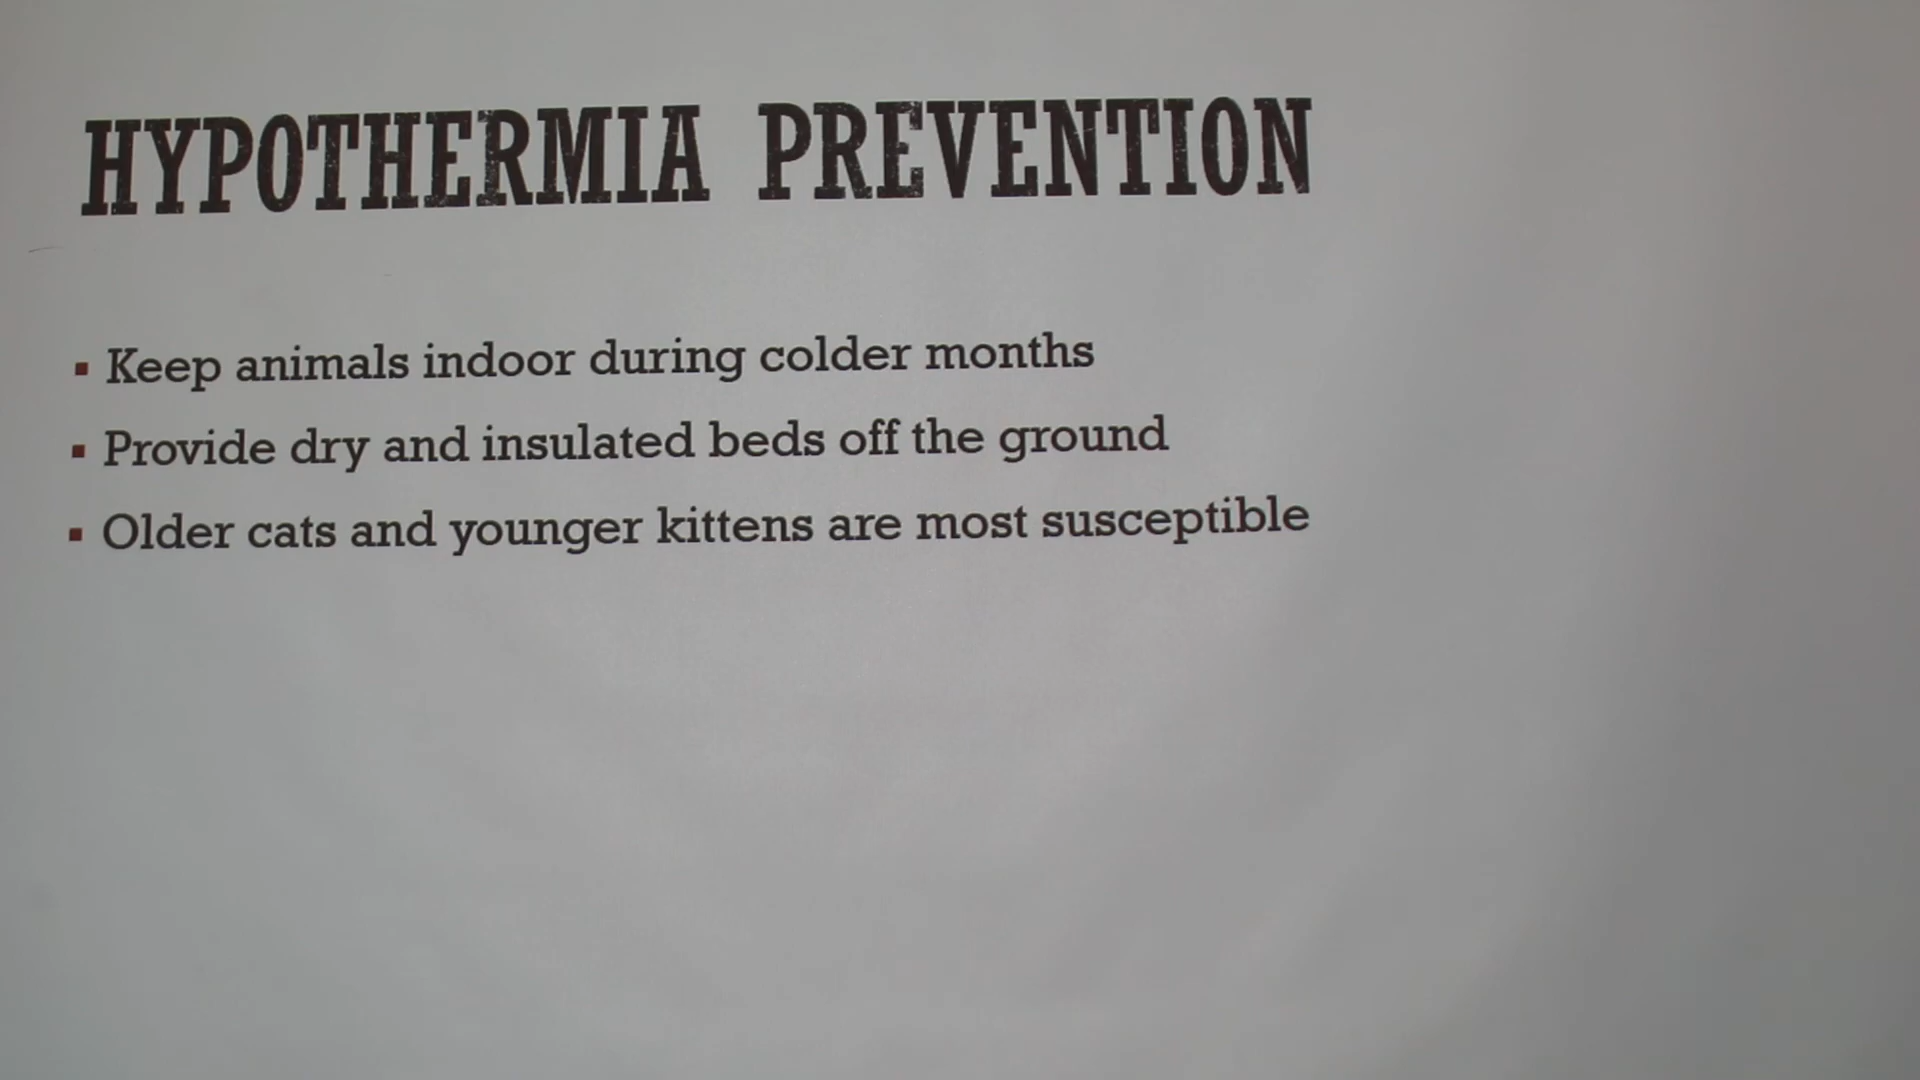 HYPOTHERMIA PREVENTION
▪ Keep animals indoor during colder months
▪ Provide dry and insulated beds off the ground
▪ Older cats and younger kittens are most susceptible